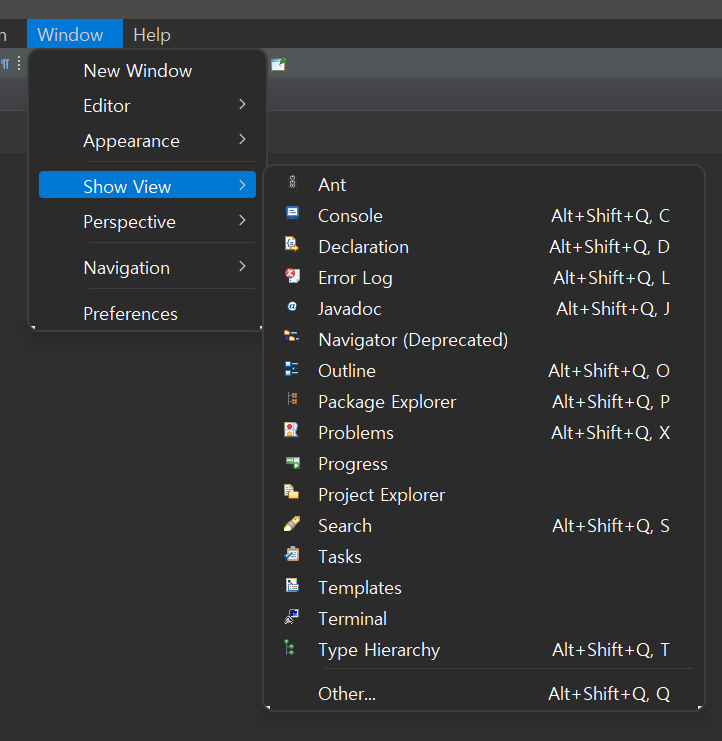 Window Help
New Window
Editor
Appearance
Show View
Perspective
Navigation
Preferences
Ant
Console Alt+Shift+Q, C
Declaration Alt+Shift+Q, D
Error Log Alt+Shift+Q, L
Javadoc Alt+Shift+Q, J
Navigator (Deprecated)
Outline Alt+Shift+Q, O
Package Explorer Alt+Shift+Q, P
Problems Alt+Shift+Q, X
Progress
Project Explorer
Search Alt+Shift+Q, S
Tasks
Templates
Terminal
Type Hierarchy Alt+Shift+Q, T
Other... Alt+Shift+Q, Q